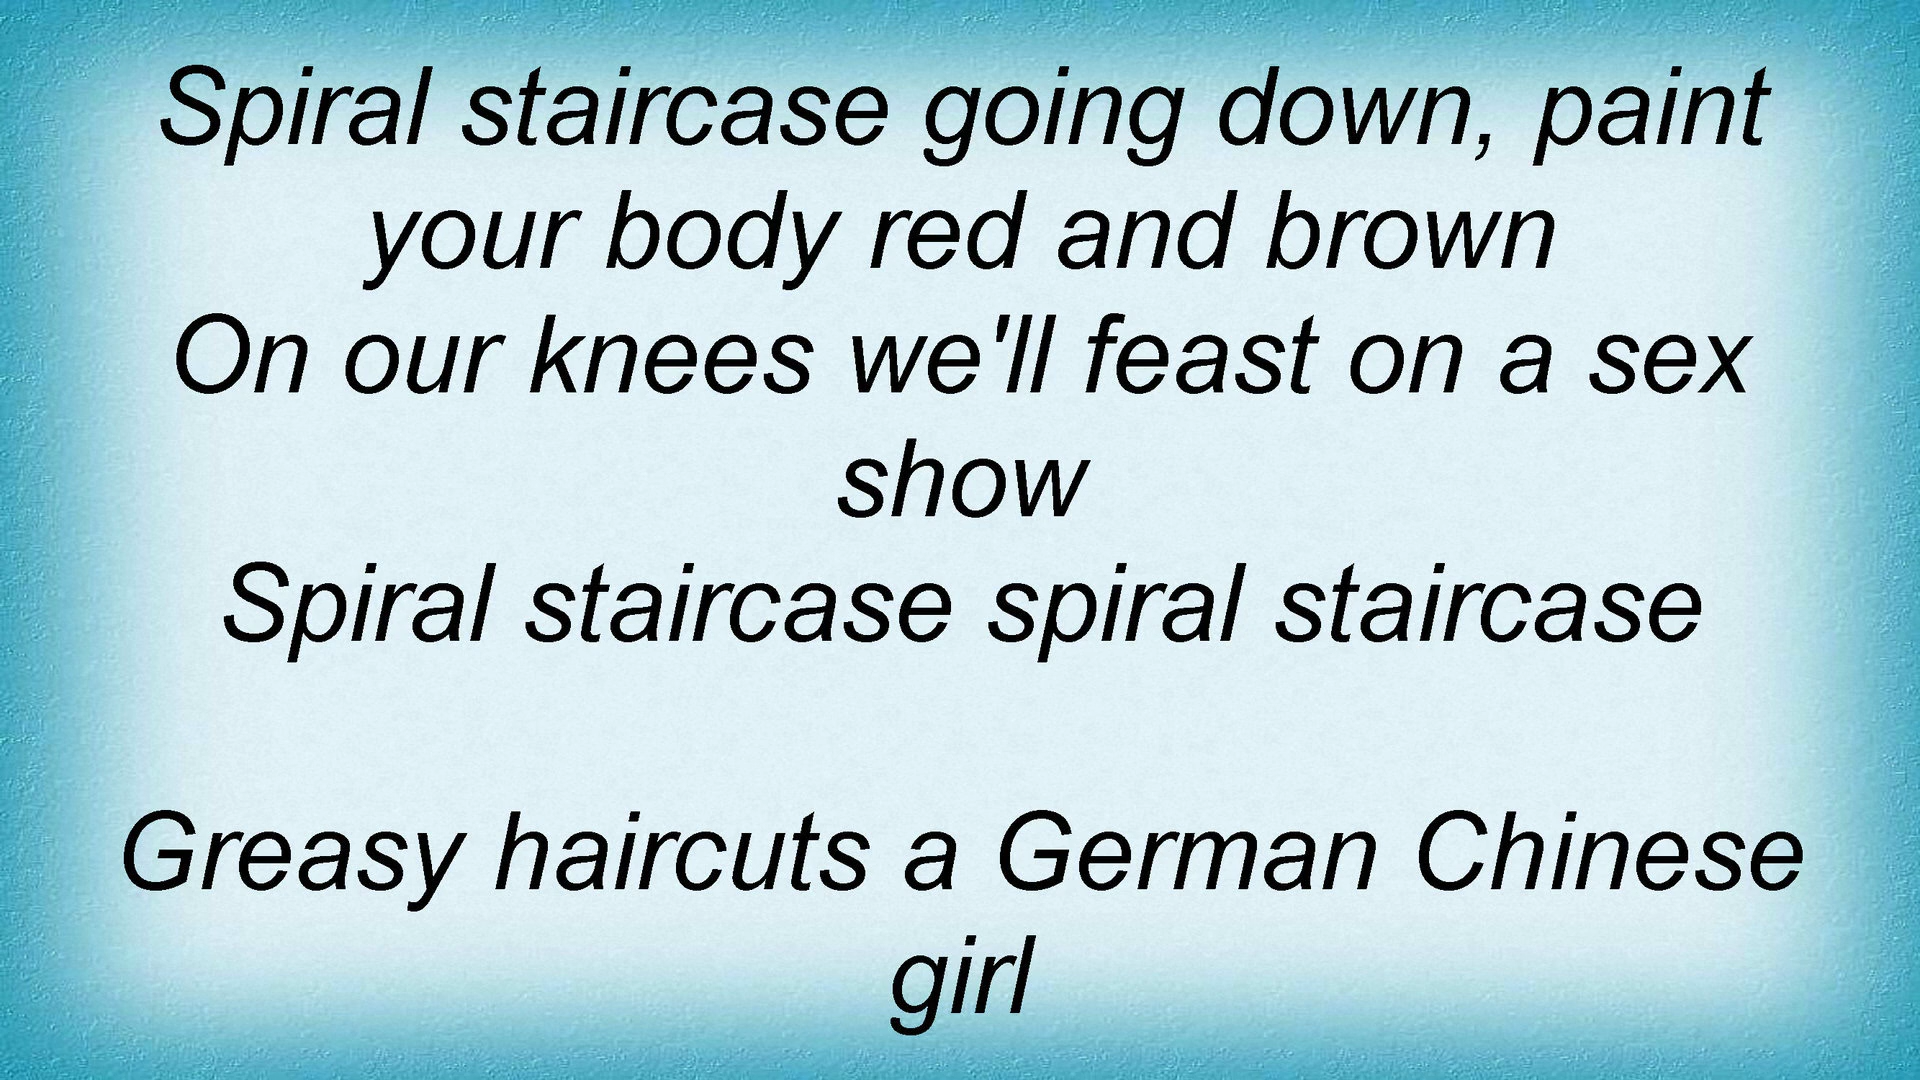 Spiral staircase going down, paint
your body red and brown
On our knees we'll feast on a sex
show
Spiral staircase spiral staircase
Greasy haircuts a German Chinese
girl